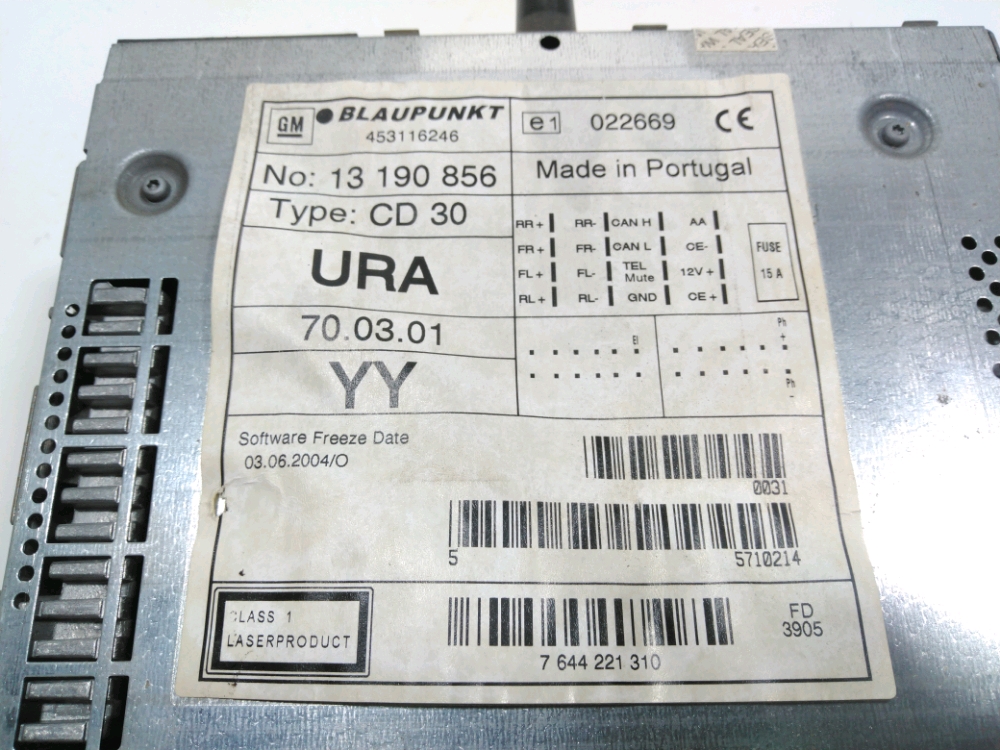 GM BLAUPUNKT
453116246
e1 022669 CE
No: 13 190 856
Made in Portugal
Type: CD 30
URA
70.03.01
YY
RR+ RR- CAN H AA
FR+ FR- CAN L CE-
FL+ FL- TEL Mute 12V+
RL+ RL- GND CE+
FUSE
15 A
El
Ph
+
Ph
-
Software Freeze Date
03.06.2004/O
0031
5 5710214
CLASS 1
LASERPRODUCT
7 644 221 310
FD
3905